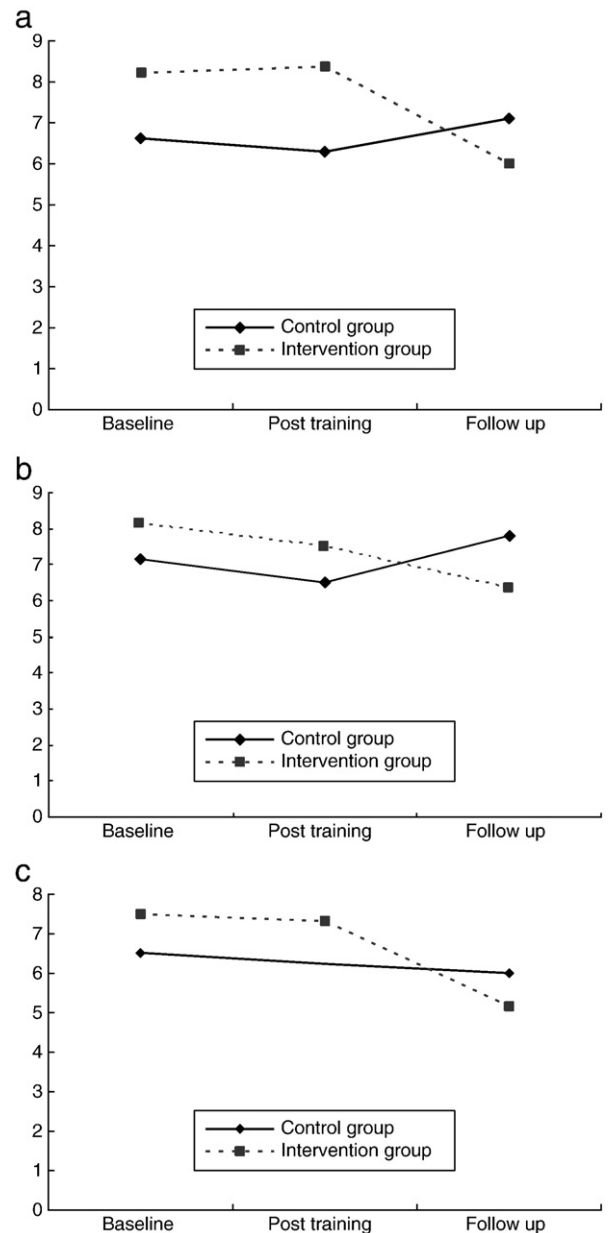 a
9
8
7
6
5
4
3
2
1
0
Control group
Intervention group
Baseline Post training Follow up
b
9
8
7
6
5
4
3
2
1
0
Control group
Intervention group
Baseline Post training Follow up
c
8
7
6
5
4
3
2
1
0
Control group
Intervention group
Baseline Post training Follow up